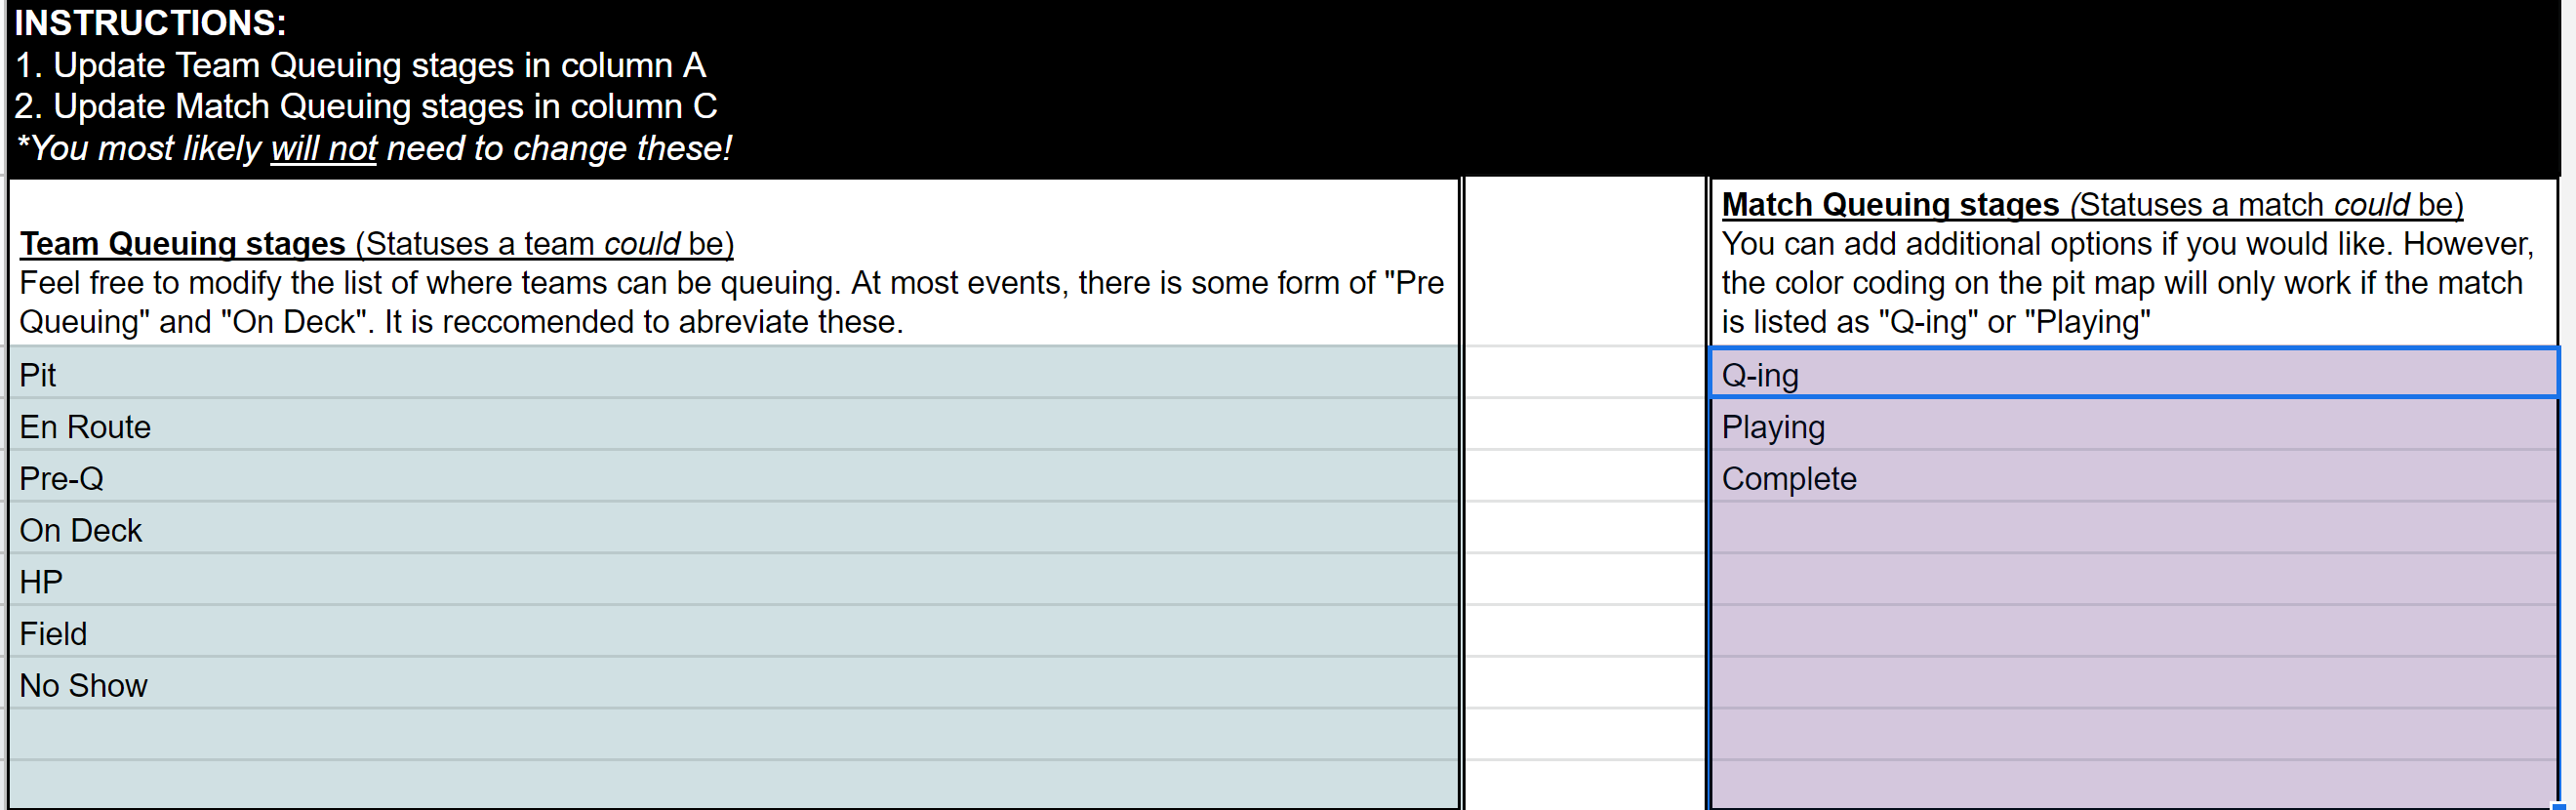 INSTRUCTIONS:
1. Update Team Queuing stages in column A
2. Update Match Queuing stages in column C
*You most likely will not need to change these!
Team Queuing stages (Statuses a team could be)
Feel free to modify the list of where teams can be queuing. At most events, there is some form of "Pre
Queuing" and "On Deck". It is reccomended to abreviate these.
Match Queuing stages (Statuses a match could be)
You can add additional options if you would like. However,
the color coding on the pit map will only work if the match
is listed as "Q-ing" or "Playing"
Pit
En Route
Pre-Q
On Deck
HP
Field
No Show
Q-ing
Playing
Complete